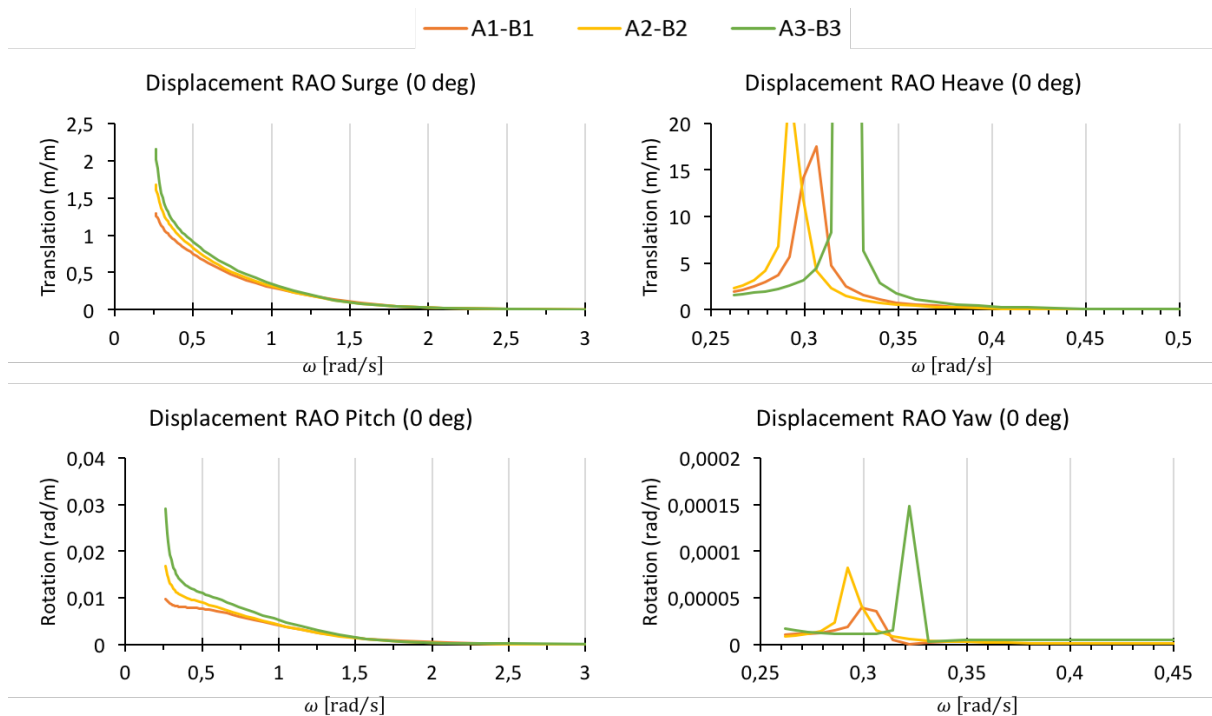 A1-B1 A2-B2 A3-B3
Displacement RAO Surge (0 deg)
Translation (m/m)
2,5
2
1,5
1
0,5
0
0 0,5 1 1,5 2 2,5 3
ω [rad/s]
Displacement RAO Heave (0 deg)
Translation (m/m)
20
15
10
5
0
0,25 0,3 0,35 0,4 0,45 0,5
ω [rad/s]
Displacement RAO Pitch (0 deg)
Rotation (rad/m)
0,04
0,03
0,02
0,01
0
0 0,5 1 1,5 2 2,5 3
ω [rad/s]
Displacement RAO Yaw (0 deg)
Rotation (rad/m)
0,0002
0,00015
0,0001
0,00005
0
0,25 0,3 0,35 0,4 0,45
ω [rad/s]